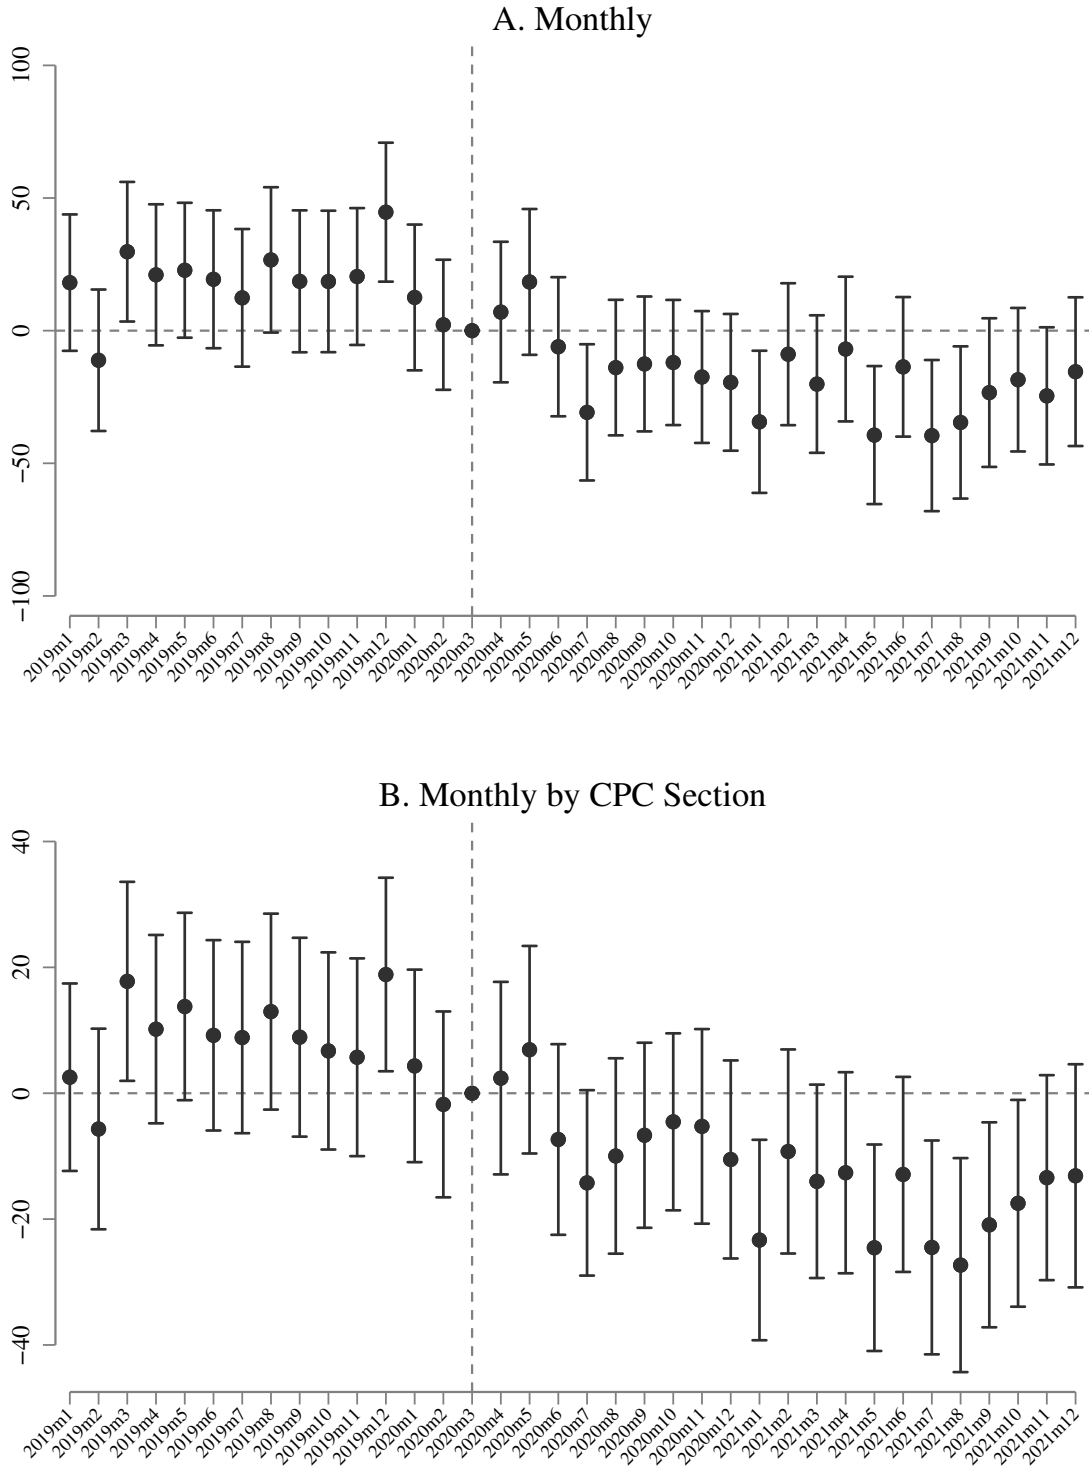 A. Monthly
100
50
0
−50
−100
2019m1
2019m2
2019m3
2019m4
2019m5
2019m6
2019m7
2019m8
2019m9
2019m10
2019m11
2019m12
2020m1
2020m2
2020m3
2020m4
2020m5
2020m6
2020m7
2020m8
2020m9
2020m10
2020m11
2020m12
2021m1
2021m2
2021m3
2021m4
2021m5
2021m6
2021m7
2021m8
2021m9
2021m10
2021m11
2021m12
B. Monthly by CPC Section
40
20
0
−20
−40
2019m1
2019m2
2019m3
2019m4
2019m5
2019m6
2019m7
2019m8
2019m9
2019m10
2019m11
2019m12
2020m1
2020m2
2020m3
2020m4
2020m5
2020m6
2020m7
2020m8
2020m9
2020m10
2020m11
2020m12
2021m1
2021m2
2021m3
2021m4
2021m5
2021m6
2021m7
2021m8
2021m9
2021m10
2021m11
2021m12